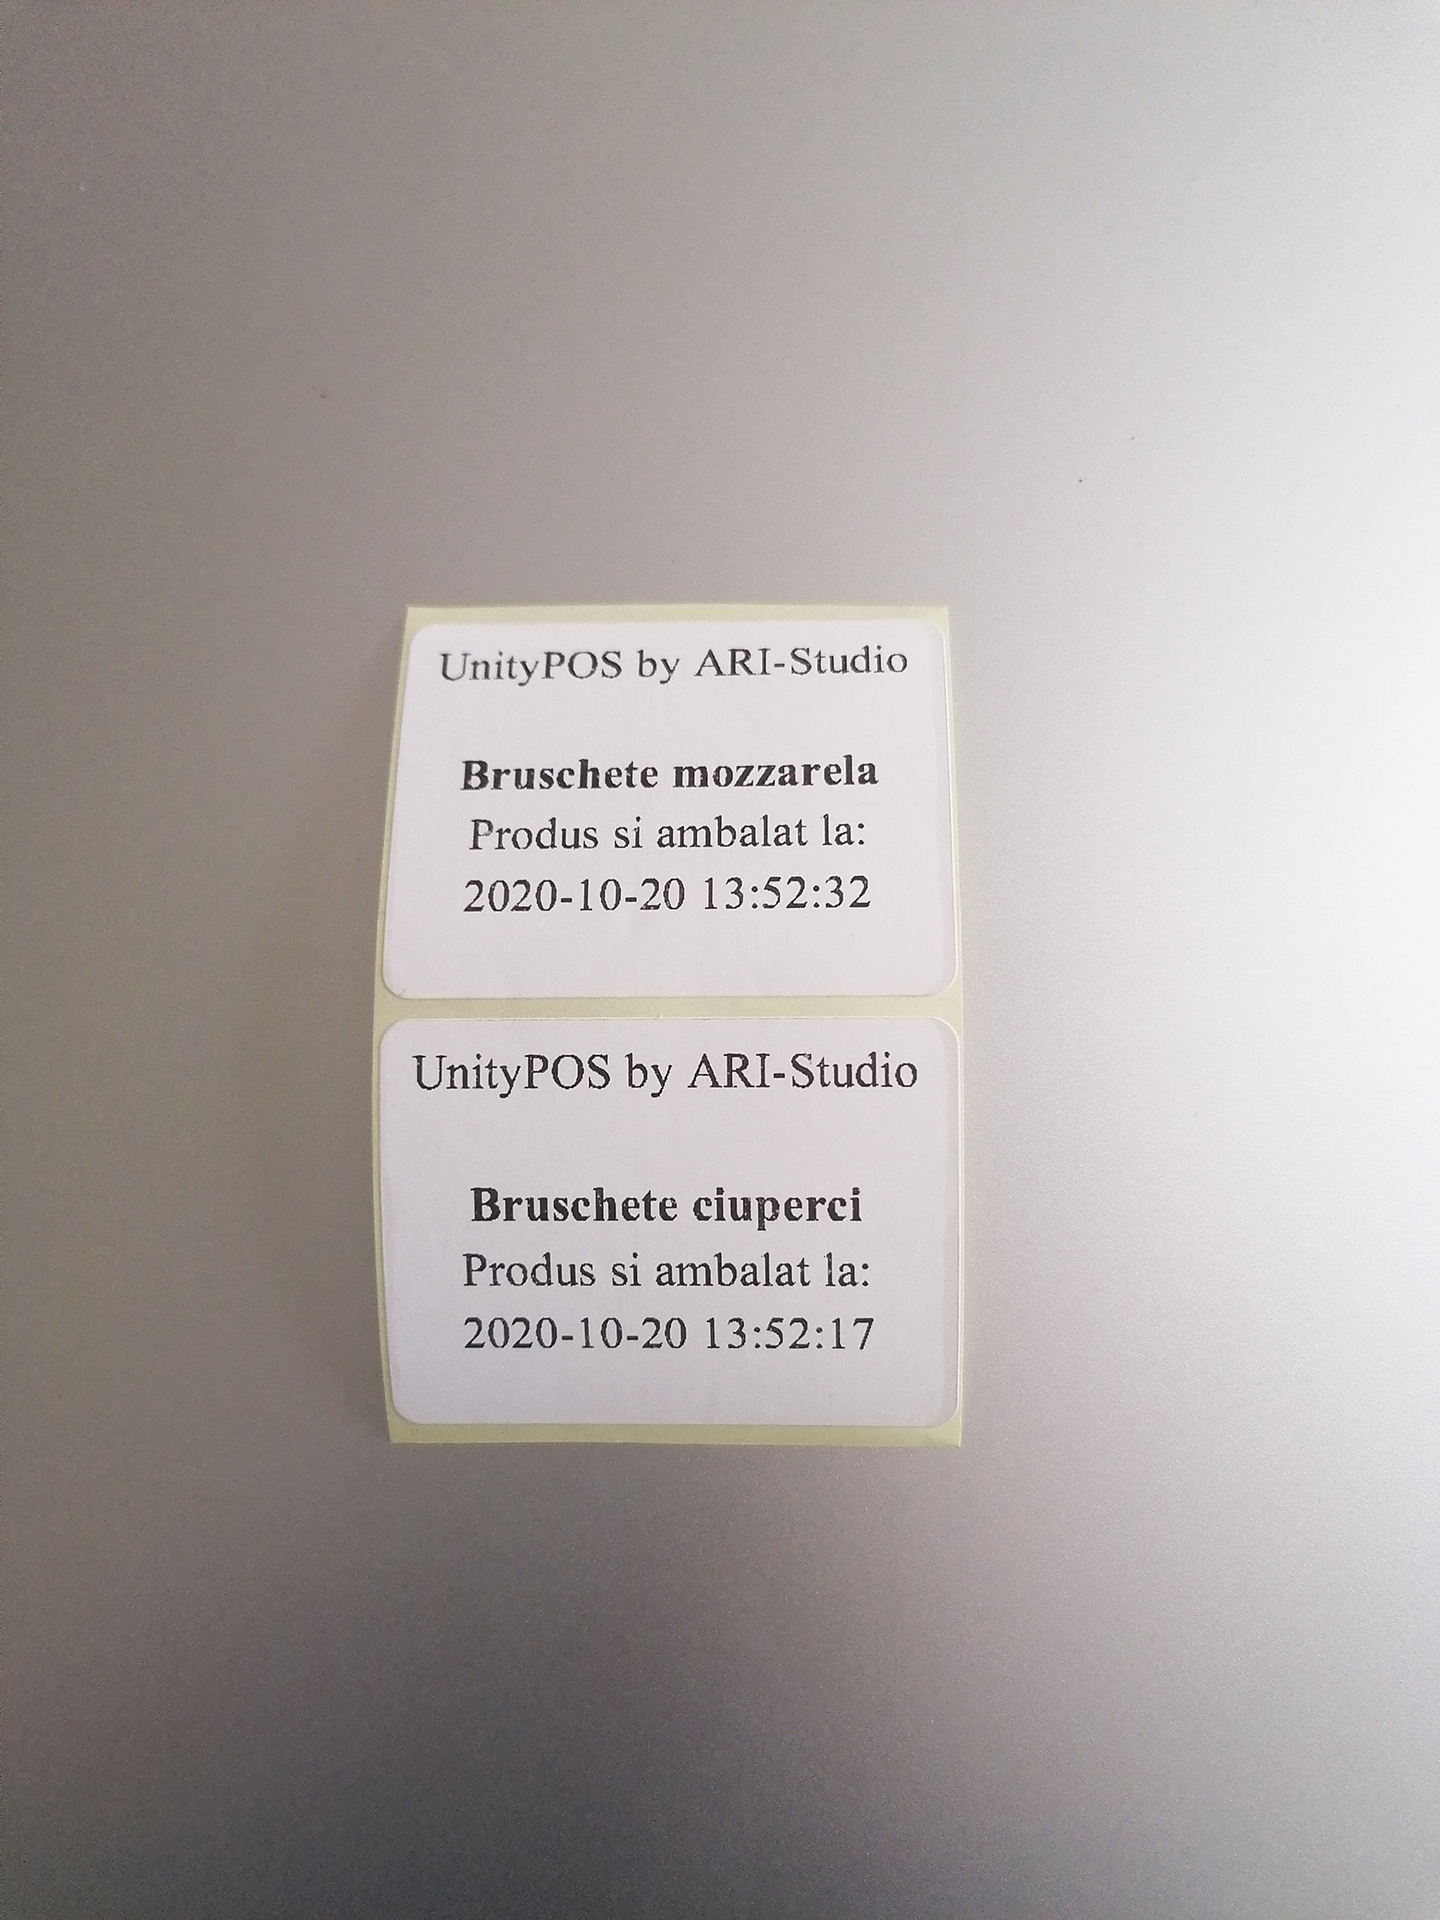 UnityPOS by ARI-Studio
Bruschete mozzarela
Produs si ambalat la:
2020-10-20 13:52:32
UnityPOS by ARI-Studio
Bruschete ciuperci
Produs si ambalat la:
2020-10-20 13:52:17